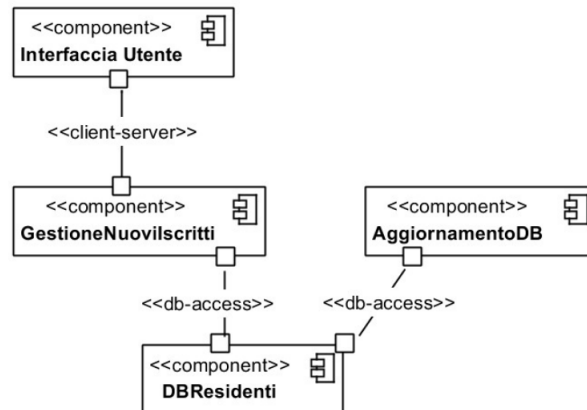 <<component>>
Interfaccia Utente
<<client-server>>
<<component>>
GestioneNuoviIscritti
<<component>>
AggiornamentoDB
<<db-access>>
<<db-access>>
<<component>>
DBResidenti